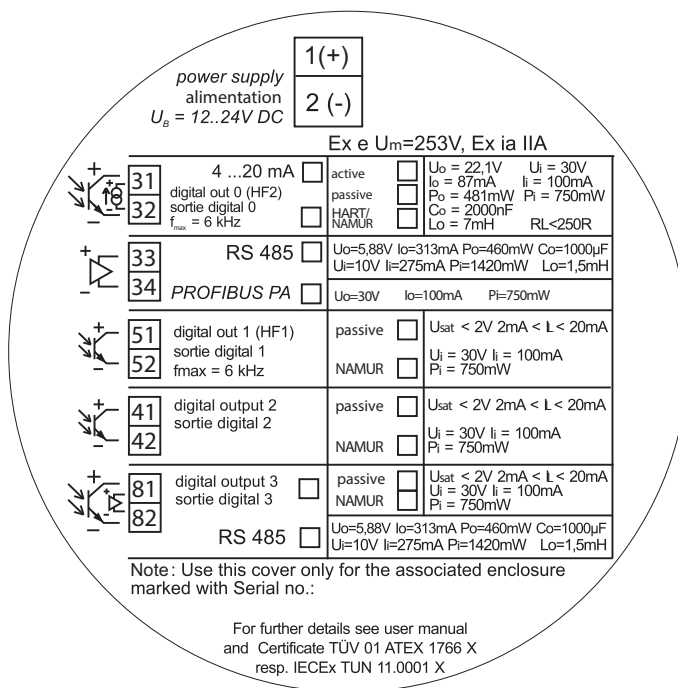 1(+)
power supply
alimentation
2 (-)
U_B = 12..24V DC
Ex e Um=253V, Ex ia IIA
+
31
32
-
4 ...20 mA
digital out 0 (HF2)
sortie digital 0
f_max = 6 kHz
active
passive
HART/
NAMUR
Uo = 22,1V Ui = 30V
Io = 87mA Ii = 100mA
Po = 481mW Pi = 750mW
Co = 2000nF
Lo = 7mH RL<250R
+
33
34
-
RS 485
Uo=5,88V Io=313mA Po=460mW Co=1000µF
Ui=10V Ii=275mA Pi=1420mW Lo=1,5mH
PROFIBUS PA
Uo=30V Io=100mA Pi=750mW
+
51
52
-
digital out 1 (HF1)
sortie digital 1
fmax = 6 kHz
passive
NAMUR
Usat < 2V 2mA < IL < 20mA
Ui = 30V Ii = 100mA
Pi = 750mW
+
41
42
-
digital output 2
sortie digital 2
passive
NAMUR
Usat < 2V 2mA < IL < 20mA
Ui = 30V Ii = 100mA
Pi = 750mW
+
81
82
-
digital output 3
sortie digital 3
passive
NAMUR
Usat < 2V 2mA < IL < 20mA
Ui = 30V Ii = 100mA
Pi = 750mW
RS 485
Uo=5,88V Io=313mA Po=460mW Co=1000µF
Ui=10V Ii=275mA Pi=1420mW Lo=1,5mH
Note: Use this cover only for the associated enclosure
marked with Serial no.:
For further details see user manual
and Certificate TÜV 01 ATEX 1766 X
resp. IECEx TUN 11.0001 X